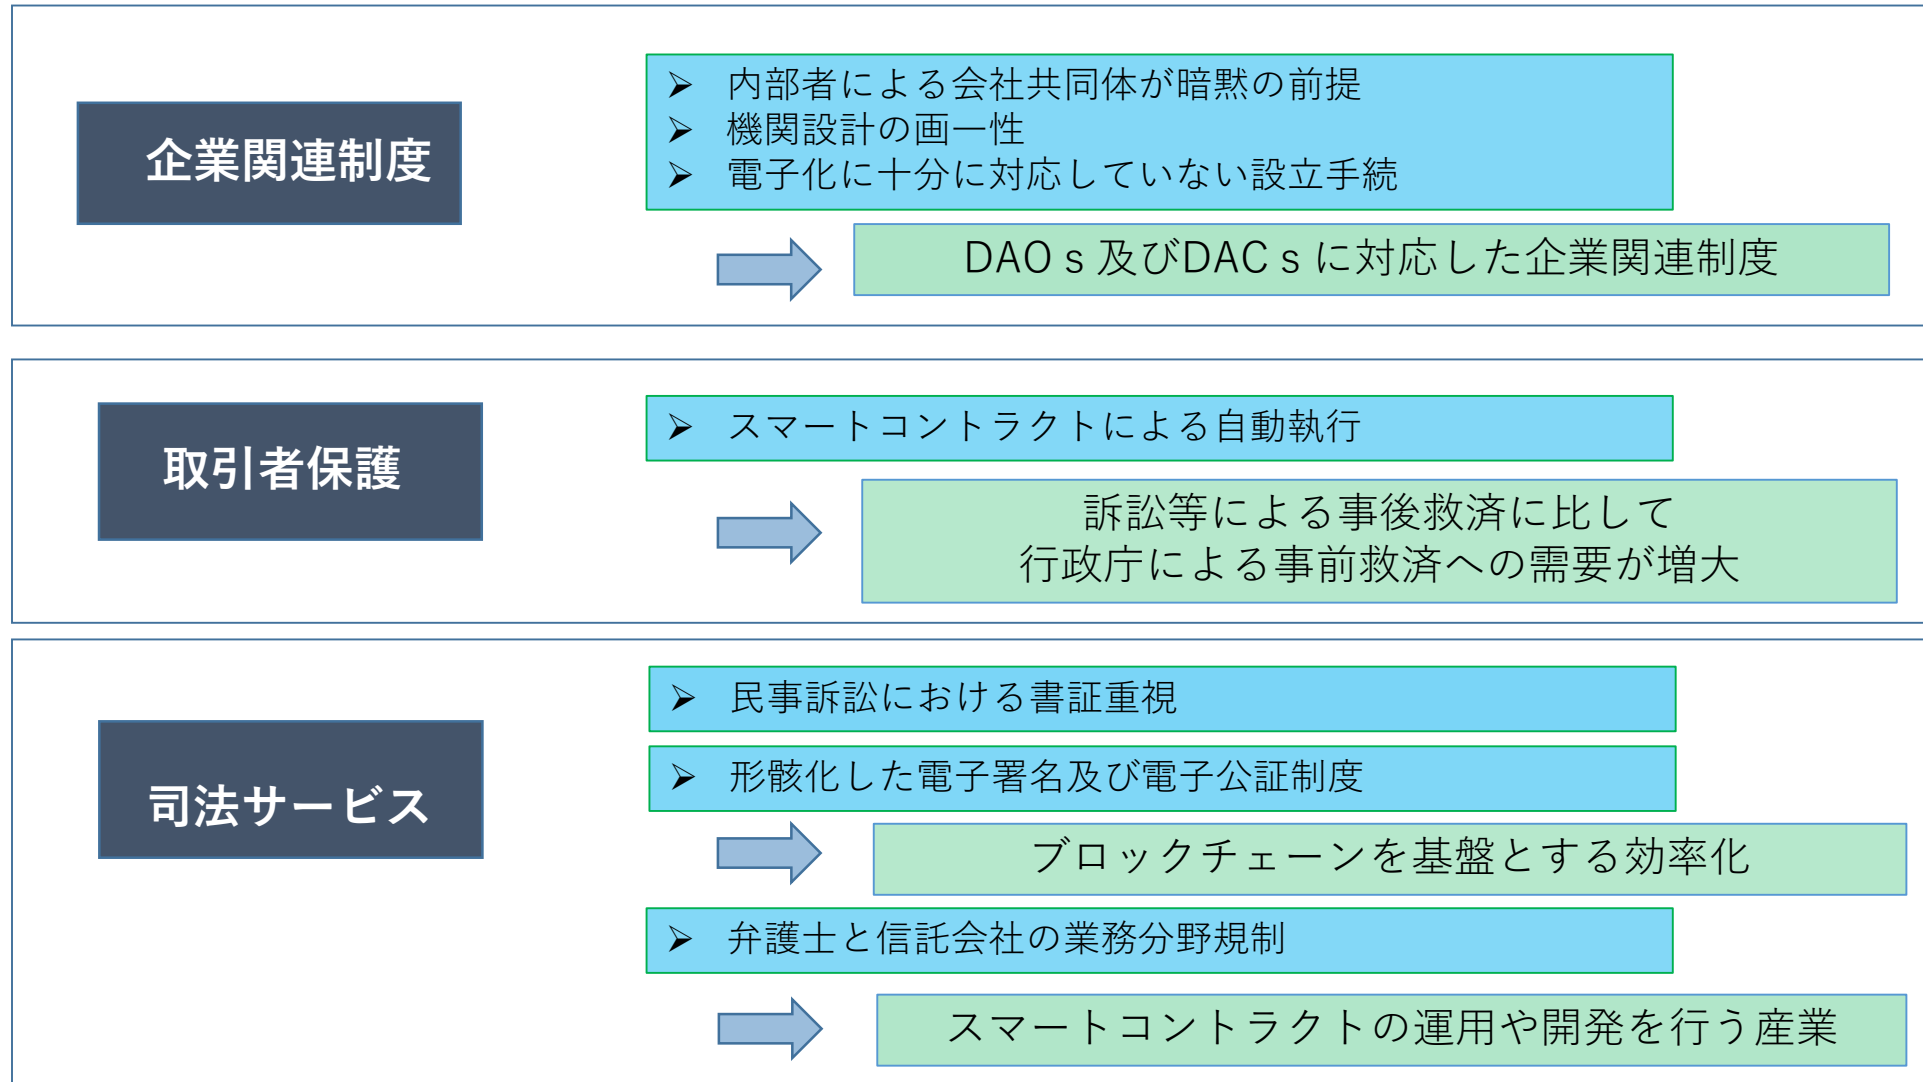 企業関連制度
➢ 内部者による会社共同体が暗黙の前提
➢ 機関設計の画一性
➢ 電子化に十分に対応していない設立手続
DAOｓ及びDACｓに対応した企業関連制度
取引者保護
➢ スマートコントラクトによる自動執行
訴訟等による事後救済に比して
行政庁による事前救済への需要が増大
司法サービス
➢ 民事訴訟における書証重視
➢ 形骸化した電子署名及び電子公証制度
ブロックチェーンを基盤とする効率化
➢ 弁護士と信託会社の業務分野規制
スマートコントラクトの運用や開発を行う産業